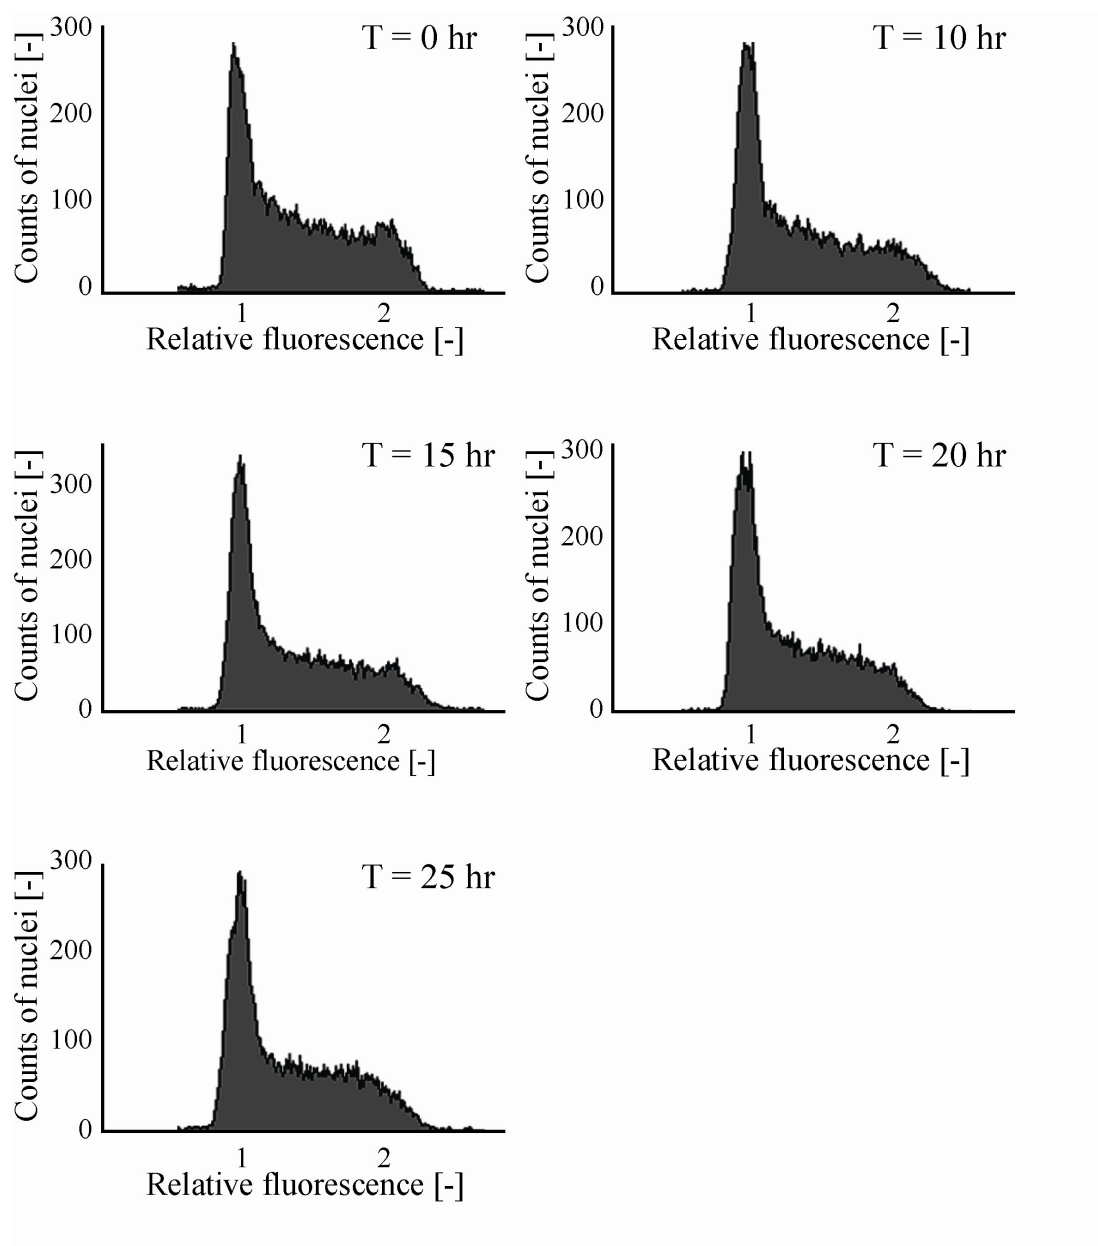 T = 0 hr
Counts of nuclei [-]
300
200
100
0
1 2
Relative fluorescence [-]
T = 10 hr
Counts of nuclei [-]
300
200
100
0
1 2
Relative fluorescence [-]
T = 15 hr
Counts of nuclei [-]
300
200
100
0
1 2
Relative fluorescence [-]
T = 20 hr
Counts of nuclei [-]
300
200
100
0
1 2
Relative fluorescence [-]
T = 25 hr
Counts of nuclei [-]
300
200
100
0
1 2
Relative fluorescence [-]